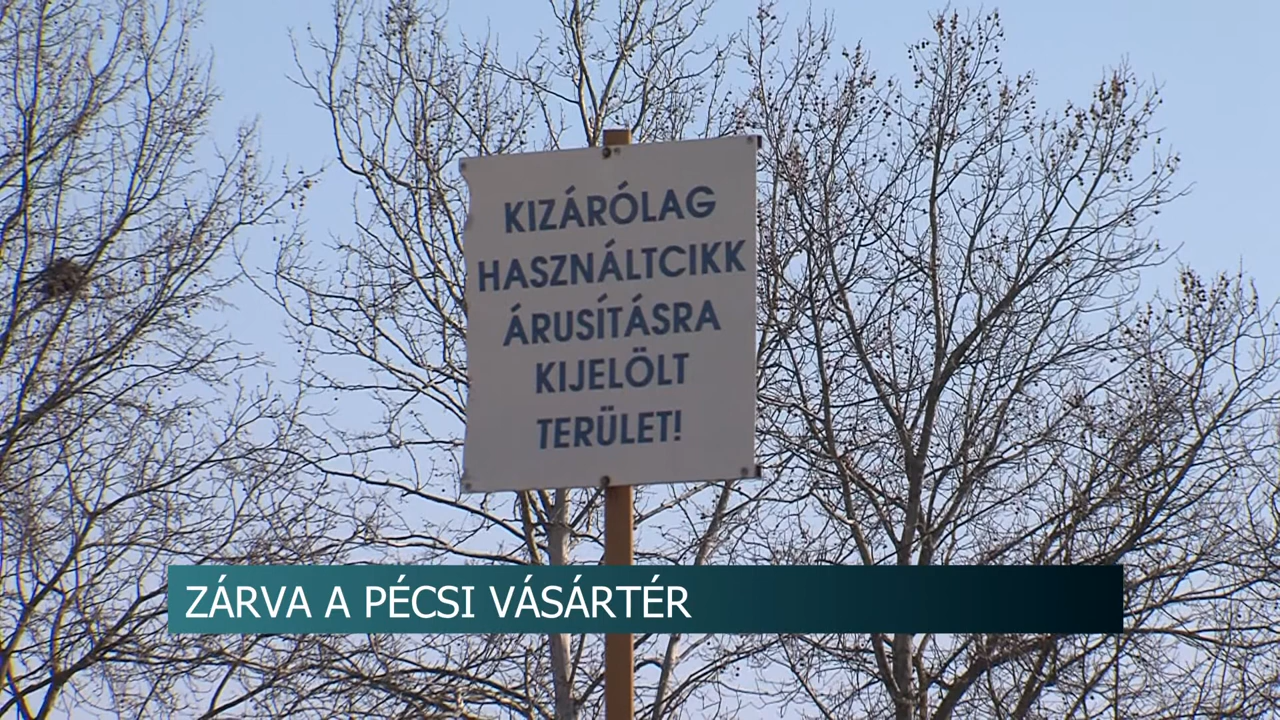 KIZÁRÓLAG
HASZNÁLTCIKK
ÁRUSÍTÁSRA
KIJELÖLT
TERÜLET!
ZÁRVA A PÉCSI VÁSÁRTÉR